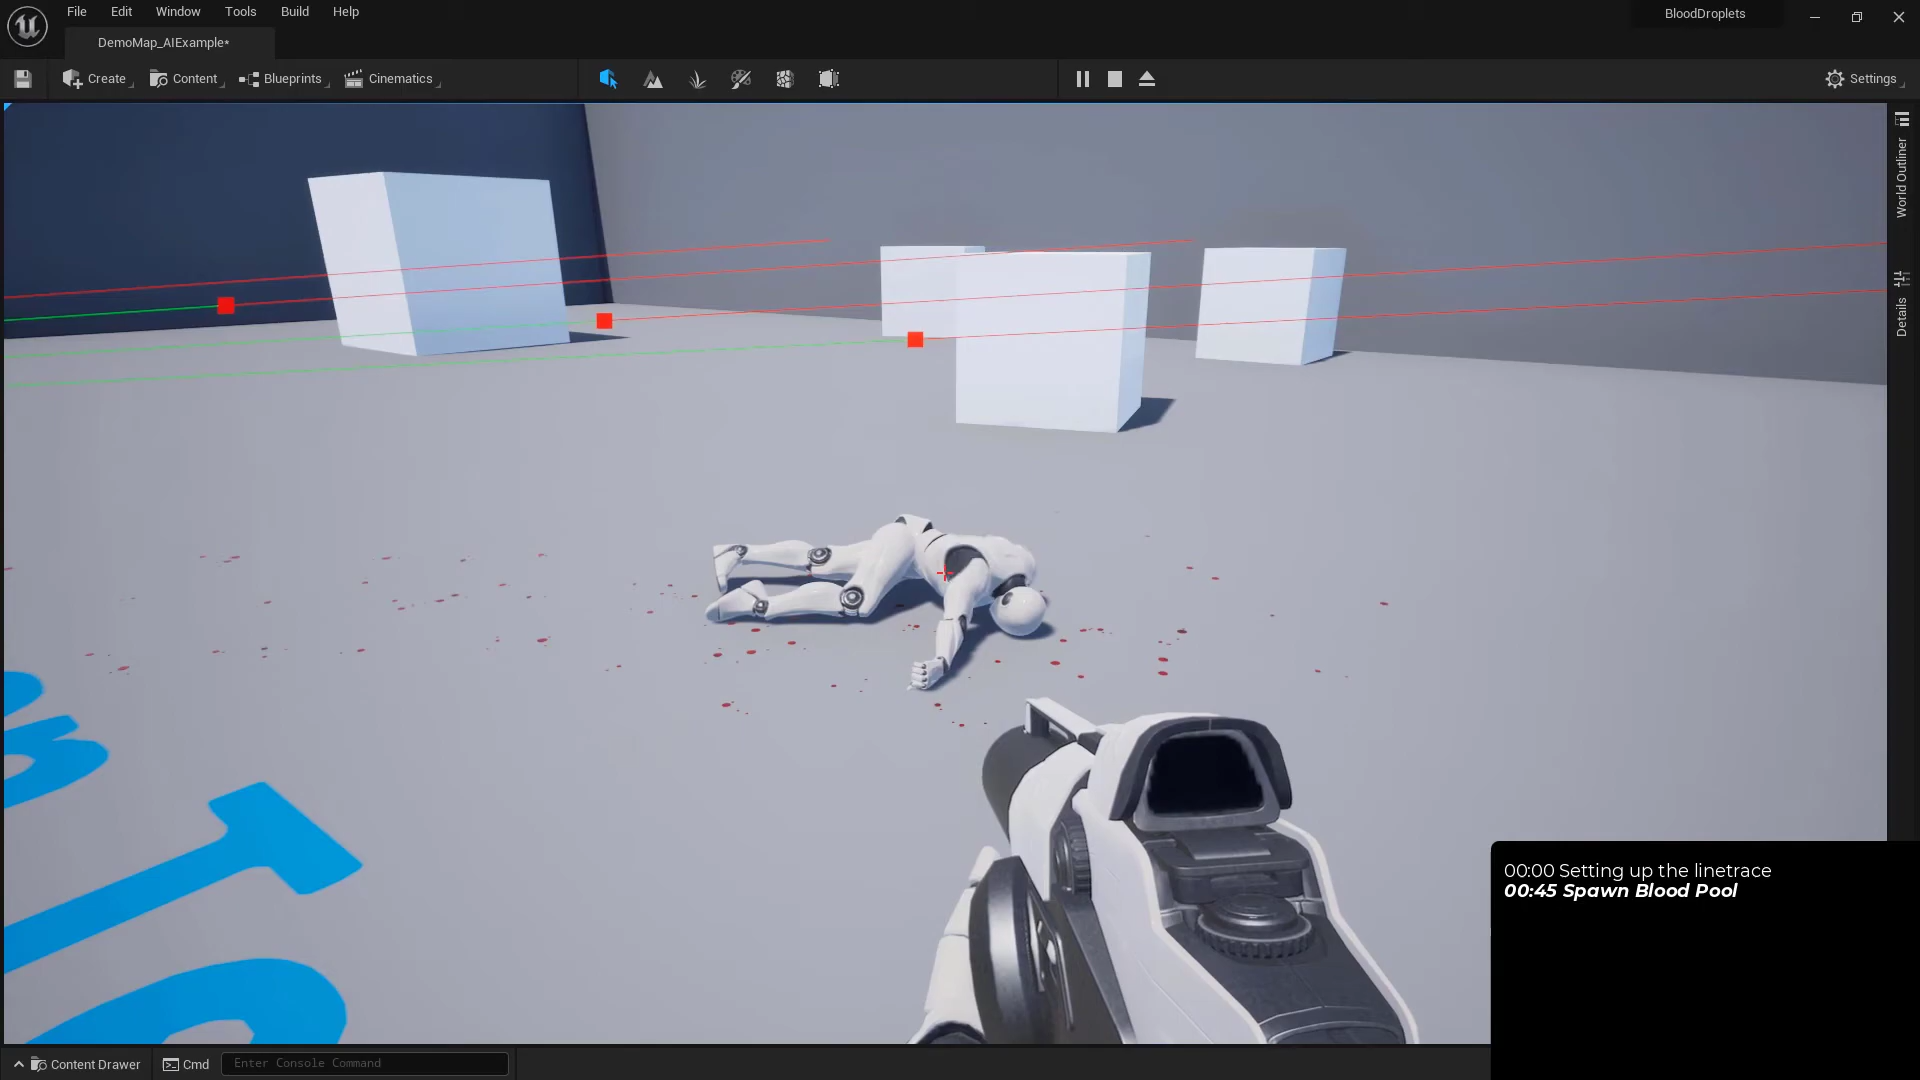 File Edit Window Tools Build Help
BloodDroplets
DemoMap_AIExample*
Create Content Blueprints Cinematics Settings
World Outliner
Details
00:00 Setting up the linetrace
00:45 Spawn Blood Pool
Content Drawer Cmd Enter Console Command